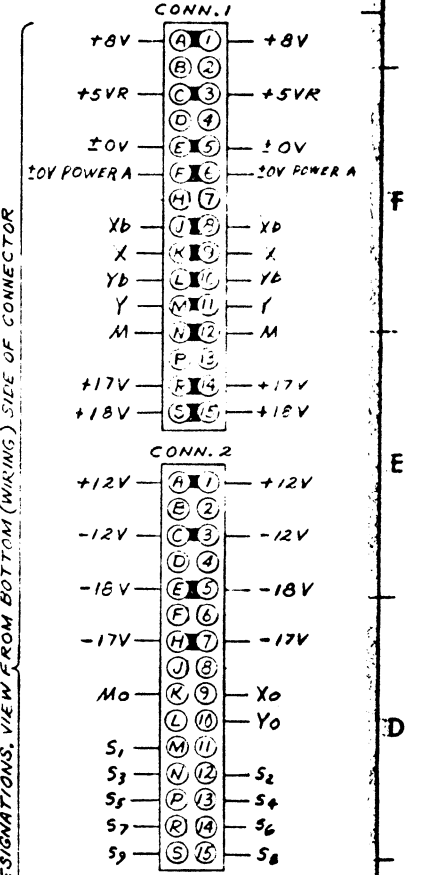 CONN. 1
+8V A 1 +8V
B 2
+5VR C 3 +5VR
D 4
±0V E 5 ±0V
±0V POWER A F 6 ±0V POWER A
H 7
Xb J 8 Xb
X K 9 X
Yb L 10 Yb
Y M 11 Y
M N 12 M
P 13
+17V R 14 +17V
+18V S 15 +18V
CONN. 2
+12V A 1 +12V
B 2
-12V C 3 -12V
D 4
-18V E 5 -18V
F 6
-17V H 7 -17V
J 8
Mo K 9 Xo
L 10 Yo
S1 M 11
S3 N 12 S2
S5 P 13 S4
S7 R 14 S6
S9 S 15 S8
SIGNATIONS, VIEW FROM BOTTOM (WIRING) SIDE OF CONNECTOR
F
E
D